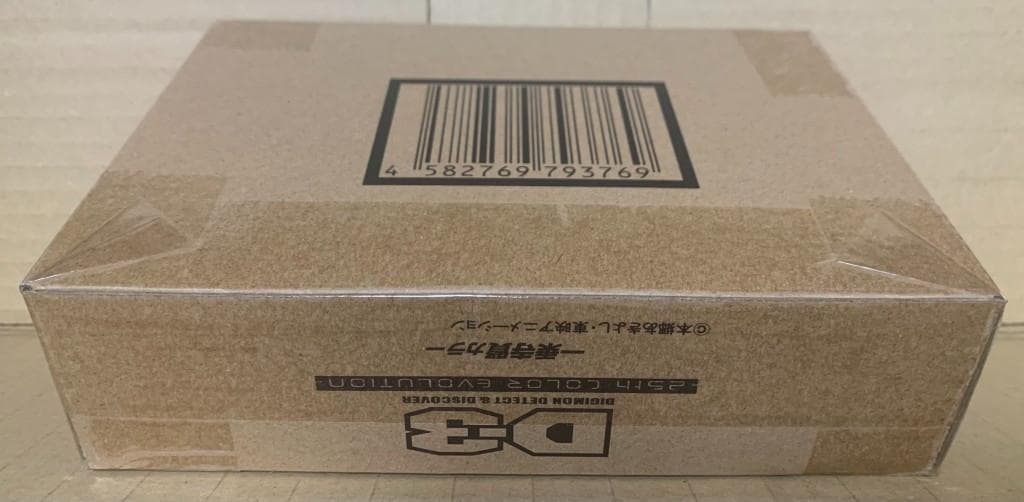 4 582769 793769
D-3
DIGIMON DETECT & DISCOVER
-25th COLOR EVOLUTION-
一乗寺賢カラー
©本郷あきよし・東映アニメーション